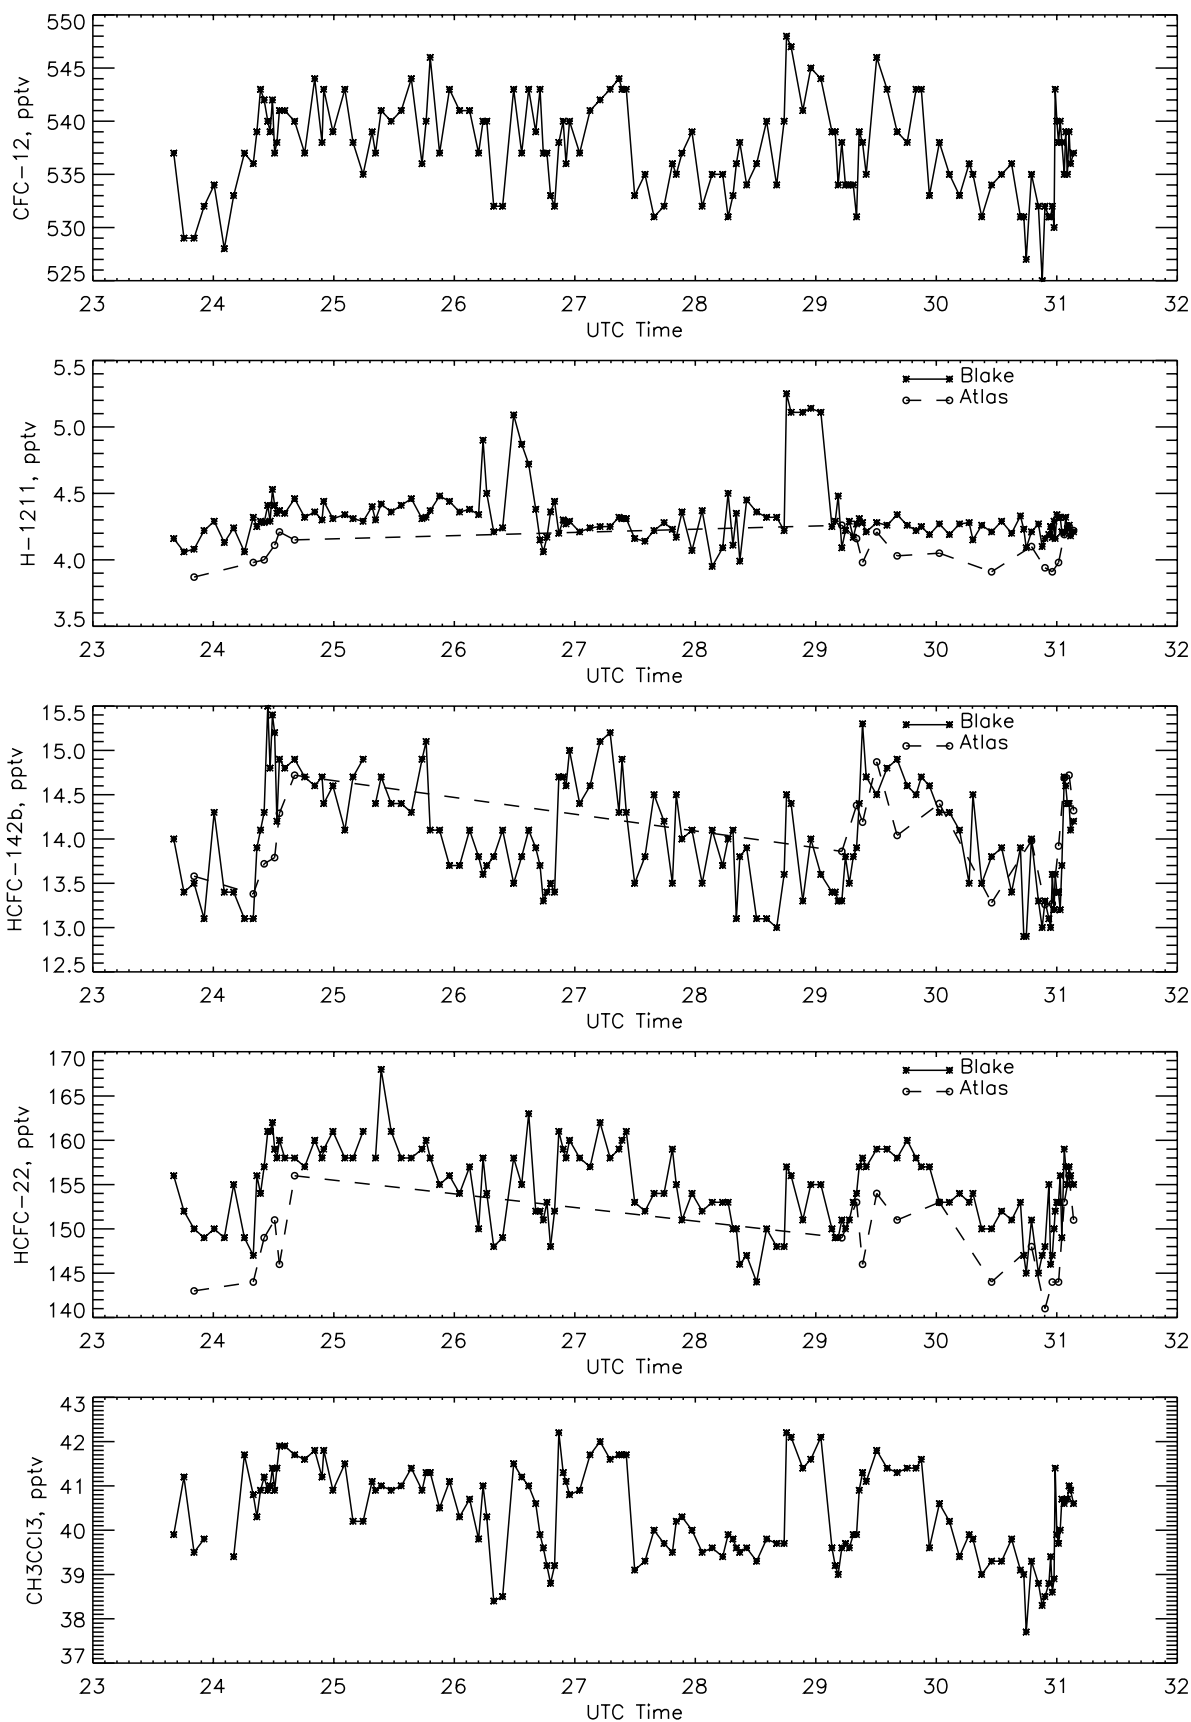 550
545
540
535
530
525
CFC-12, pptv
23 24 25 26 27 28 29 30 31 32
UTC Time
5.5
5.0
4.5
4.0
3.5
H-1211, pptv
Blake
Atlas
23 24 25 26 27 28 29 30 31 32
UTC Time
15.5
15.0
14.5
14.0
13.5
13.0
12.5
HCFC-142b, pptv
Blake
Atlas
23 24 25 26 27 28 29 30 31 32
UTC Time
170
165
160
155
150
145
140
HCFC-22, pptv
Blake
Atlas
23 24 25 26 27 28 29 30 31 32
UTC Time
43
42
41
40
39
38
37
CH3CCl3, pptv
23 24 25 26 27 28 29 30 31 32
UTC Time